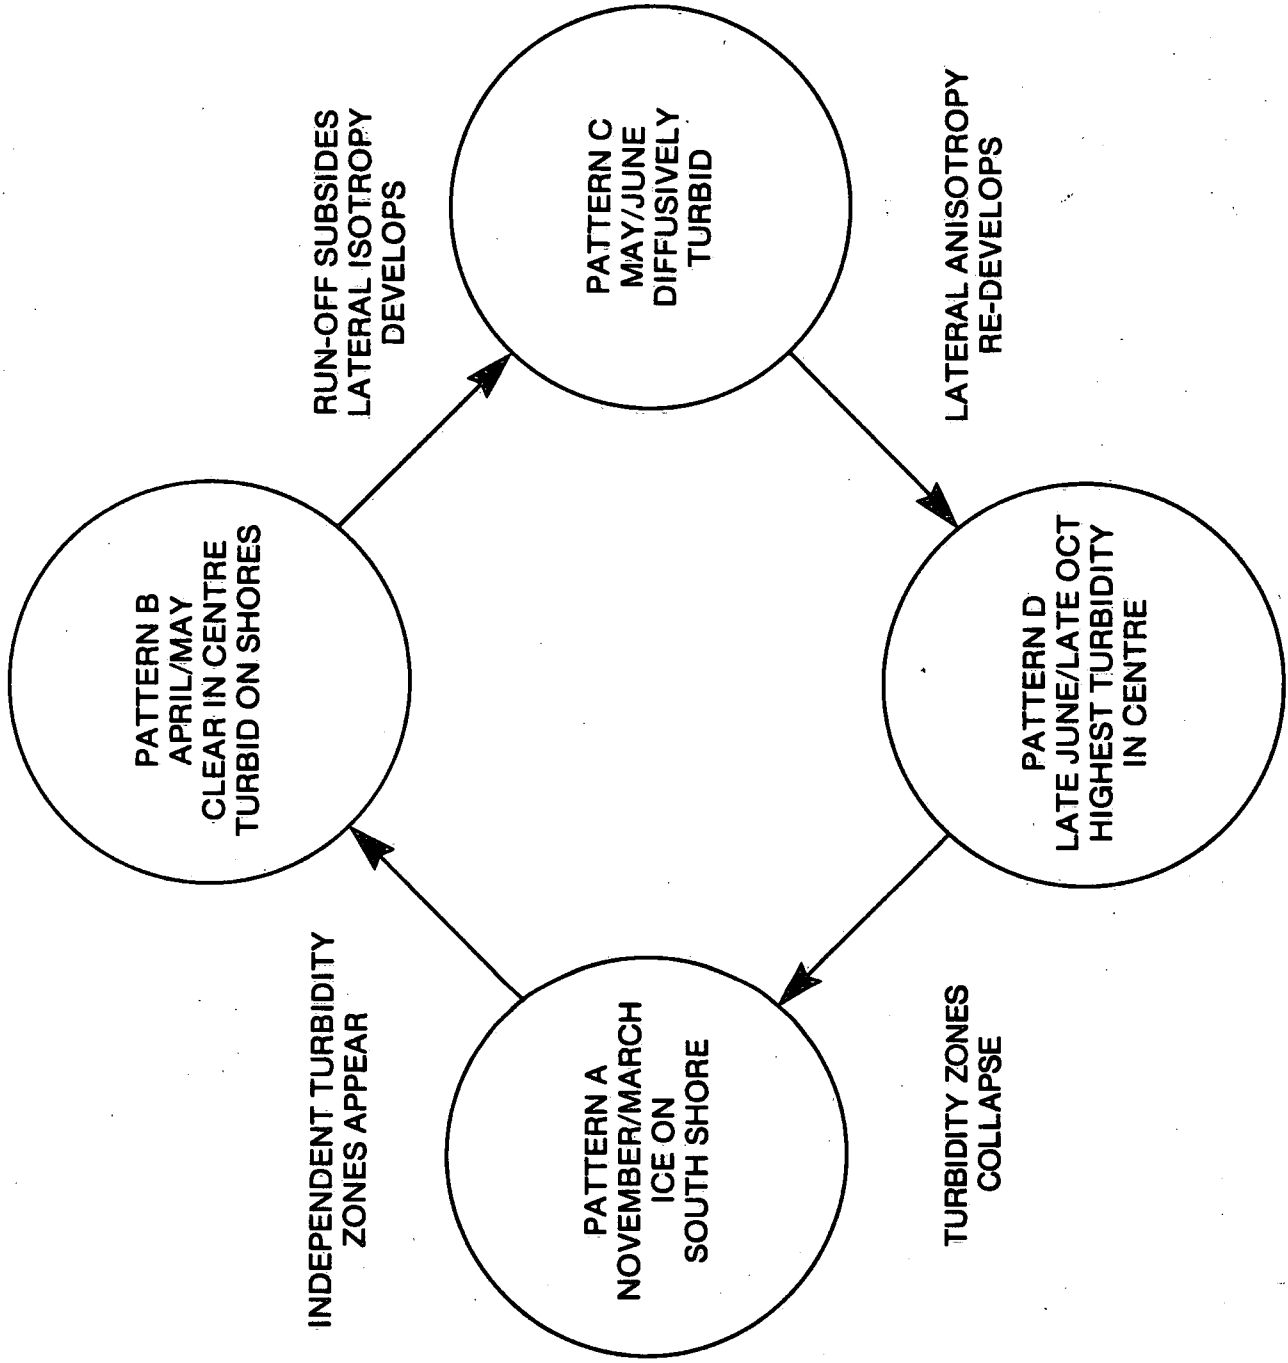 PATTERN A
NOVEMBER/MARCH
ICE ON
SOUTH SHORE
INDEPENDENT TURBIDITY
ZONES APPEAR
PATTERN B
APRIL/MAY
CLEAR IN CENTRE
TURBID ON SHORES
RUN-OFF SUBSIDES
LATERAL ISOTROPY
DEVELOPS
PATTERN C
MAY/JUNE
DIFFUSIVELY
TURBID
LATERAL ANISOTROPY
RE-DEVELOPS
PATTERN D
LATE JUNE/LATE OCT
HIGHEST TURBIDITY
IN CENTRE
TURBIDITY ZONES
COLLAPSE